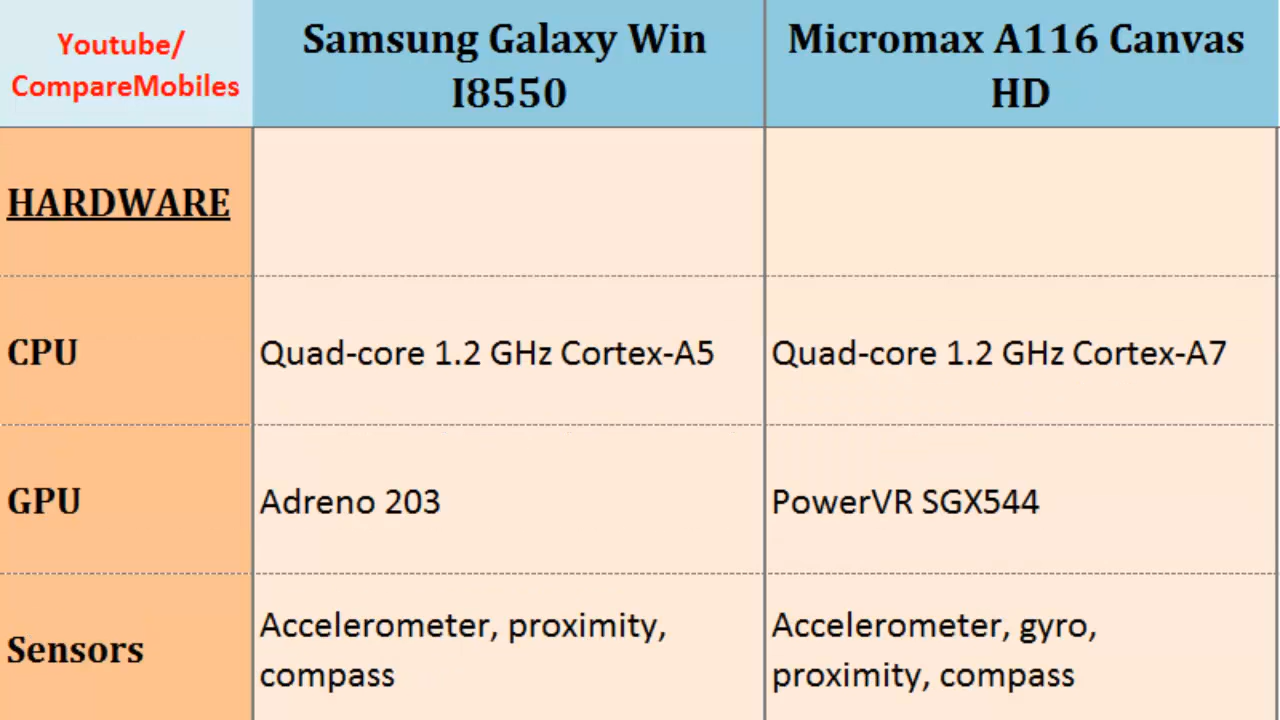 Youtube/
CompareMobiles
Samsung Galaxy Win
I8550
Micromax A116 Canvas
HD
HARDWARE
CPU
Quad-core 1.2 GHz Cortex-A5
Quad-core 1.2 GHz Cortex-A7
GPU
Adreno 203
PowerVR SGX544
Sensors
Accelerometer, proximity,
compass
Accelerometer, gyro,
proximity, compass